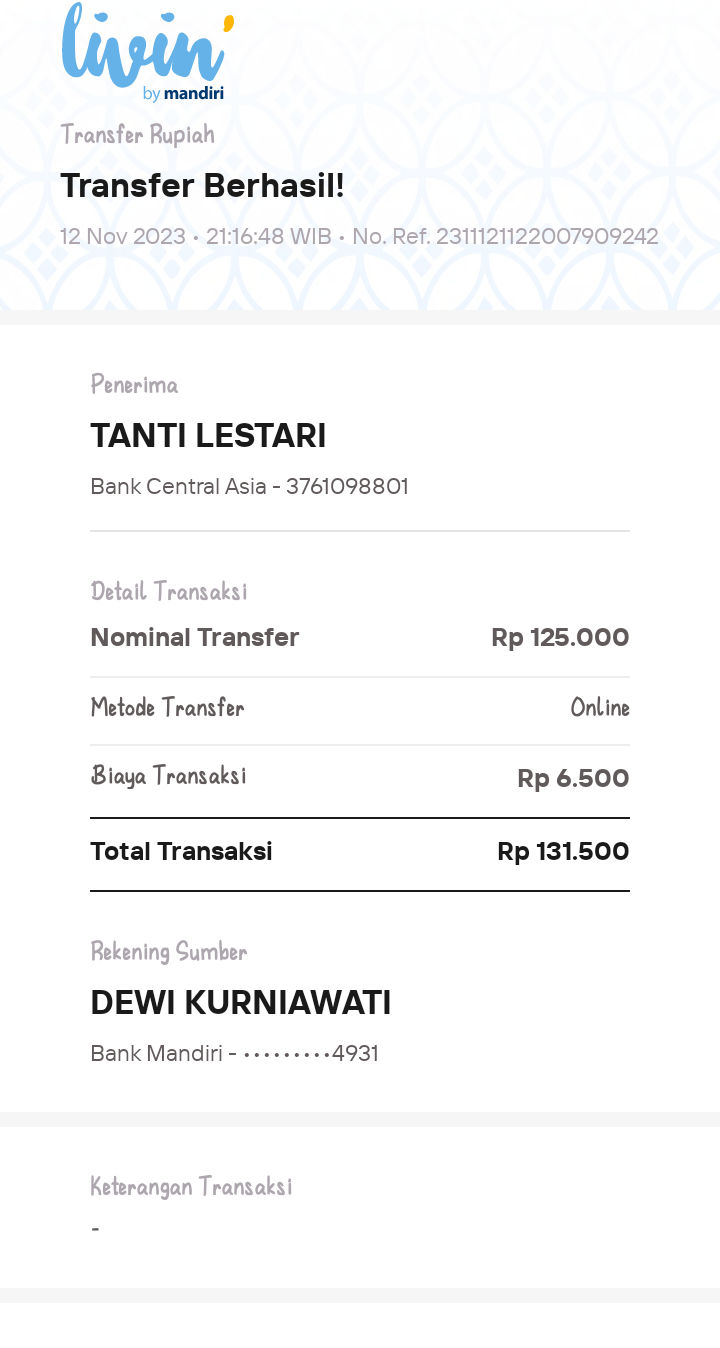 livin'
by mandiri
Transfer Rupiah
Transfer Berhasil!
12 Nov 2023 • 21:16:48 WIB • No. Ref. 2311121122007909242
Penerima
TANTI LESTARI
Bank Central Asia - 3761098801
Detail Transaksi
Nominal Transfer Rp 125.000
Metode Transfer Online
Biaya Transaksi Rp 6.500
Total Transaksi Rp 131.500
Rekening Sumber
DEWI KURNIAWATI
Bank Mandiri - •••••••••4931
Keterangan Transaksi
-